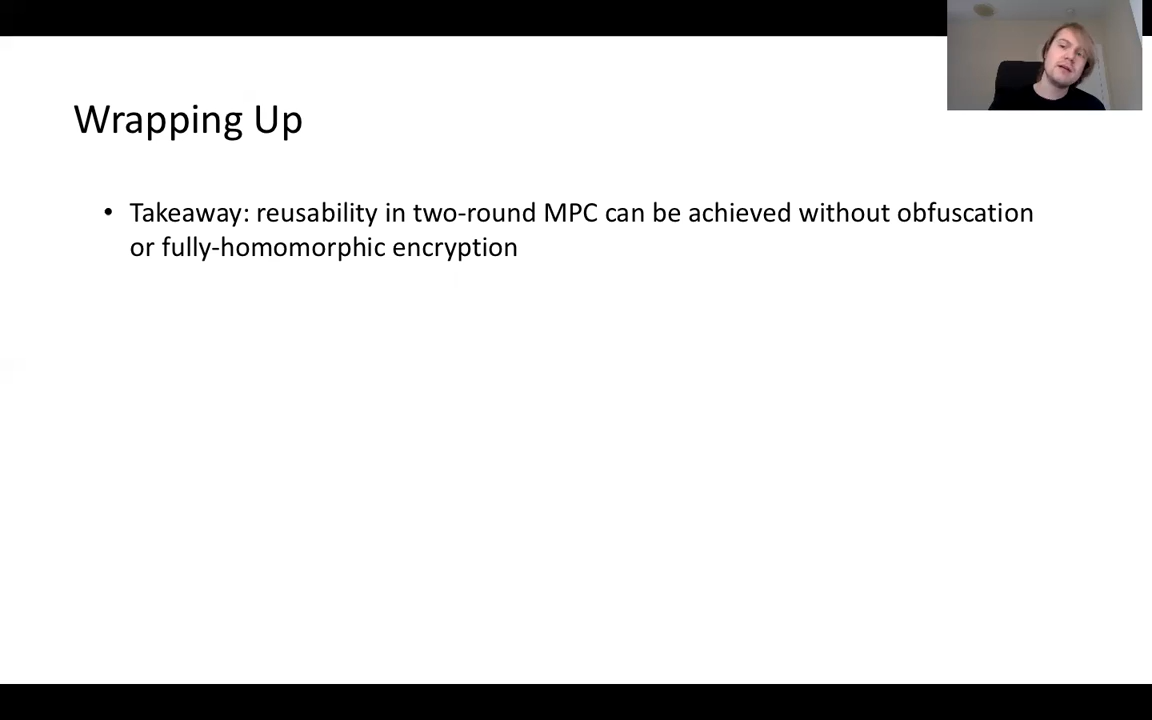 Wrapping Up
• Takeaway: reusability in two-round MPC can be achieved without obfuscation
or fully-homomorphic encryption